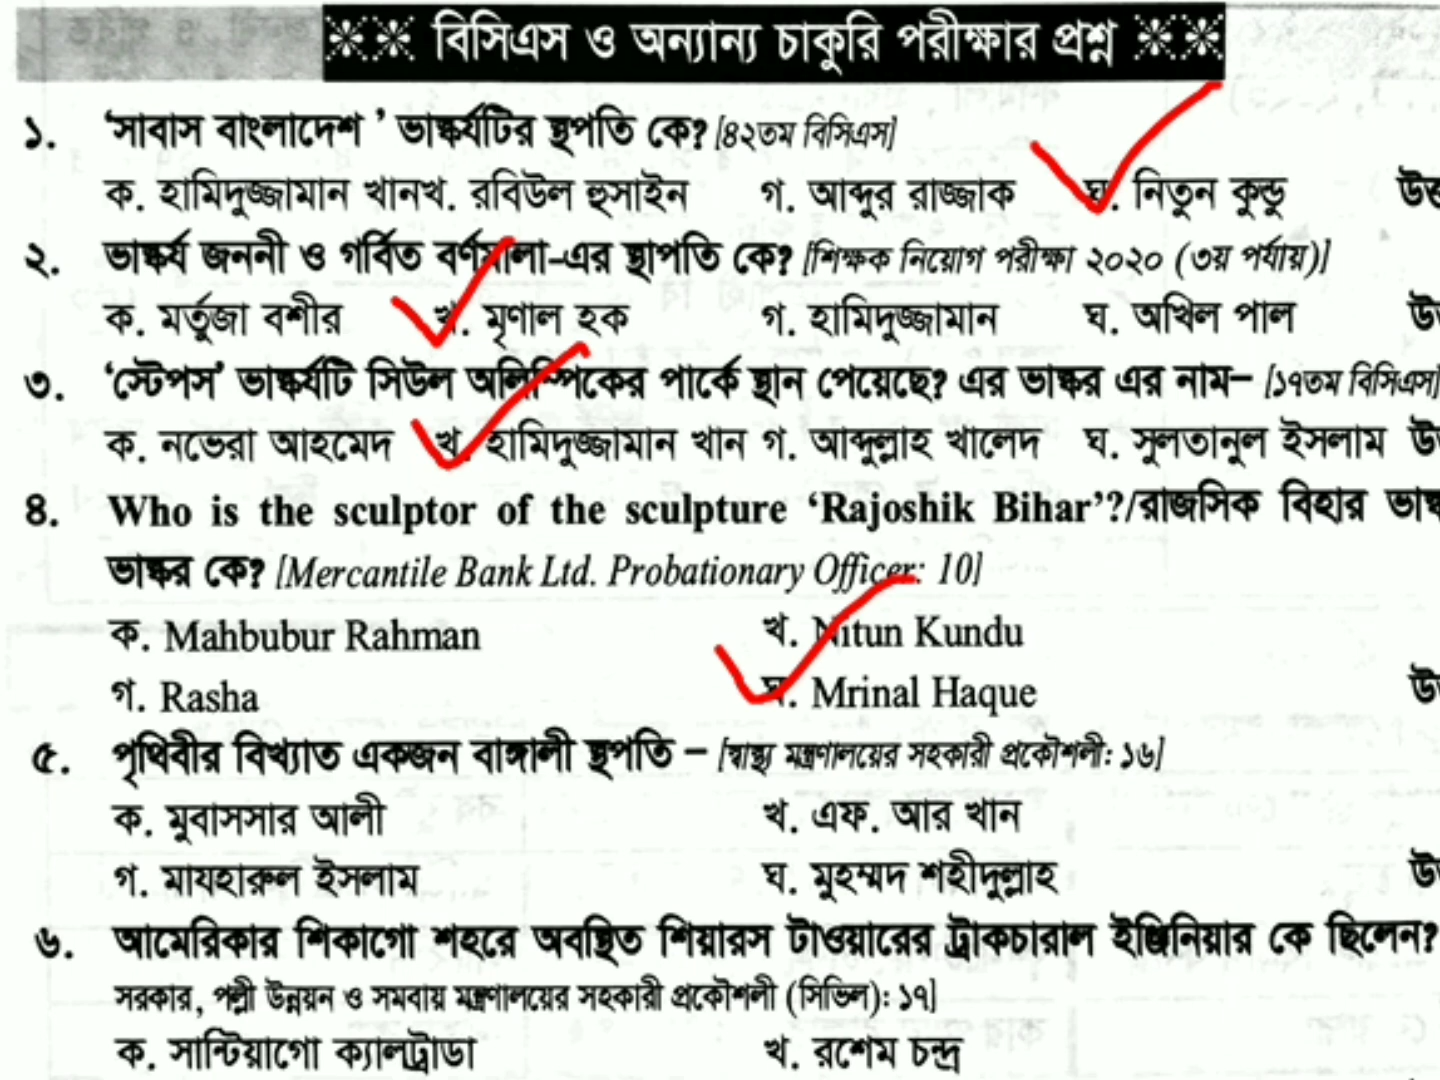 বিসিএস ও অন্যান্য চাকুরি পরীক্ষার প্রশ্ন
১. ‘সাবাস বাংলাদেশ ’ ভাস্কর্যটির স্থপতি কে? [৪২তম বিসিএস]
ক. হামিদুজ্জামান খান খ. রবিউল হুসাইন গ. আব্দুর রাজ্জাক ঘ. নিতুন কুন্ডু
২. ভাস্কর্য জননী ও গর্বিত বর্ণমালা-এর স্থাপতি কে? [শিক্ষক নিয়োগ পরীক্ষা ২০২০ (৩য় পর্যায়)]
ক. মর্তুজা বশীর খ. মৃণাল হক গ. হামিদুজ্জামান ঘ. অখিল পাল
৩. ‘স্টেপস’ ভাস্কর্যটি সিউল অলিম্পিকের পার্কে স্থান পেয়েছে? এর ভাস্কর এর নাম– [১৭তম বিসিএস]
ক. নভেরা আহমেদ খ. হামিদুজ্জামান খান গ. আব্দুল্লাহ খালেদ ঘ. সুলতানুল ইসলাম
৪. Who is the sculptor of the sculpture ‘Rajoshik Bihar’?/রাজসিক বিহার
ভাস্কর কে? [Mercantile Bank Ltd. Probationary Officer: 10]
ক. Mahbubur Rahman খ. Nitun Kundu
গ. Rasha ঘ. Mrinal Haque
৫. পৃথিবীর বিখ্যাত একজন বাঙ্গালী স্থপতি – [স্বাস্থ্য মন্ত্রণালয়ের সহকারী প্রকৌশলী: ১৬]
ক. মুবাসসার আলী খ. এফ. আর খান
গ. মাযহারুল ইসলাম ঘ. মুহম্মদ শহীদুল্লাহ
৬. আমেরিকার শিকাগো শহরে অবস্থিত শিয়ারস টাওয়ারের ট্রাকচারাল ইঞ্জিনিয়ার কে ছিলেন?
সরকার, পল্লী উন্নয়ন ও সমবায় মন্ত্রণালয়ের সহকারী প্রকৌশলী (সিভিল): ১৭]
ক. সান্টিয়াগো ক্যালট্রাডা খ. রশেম চন্দ্র